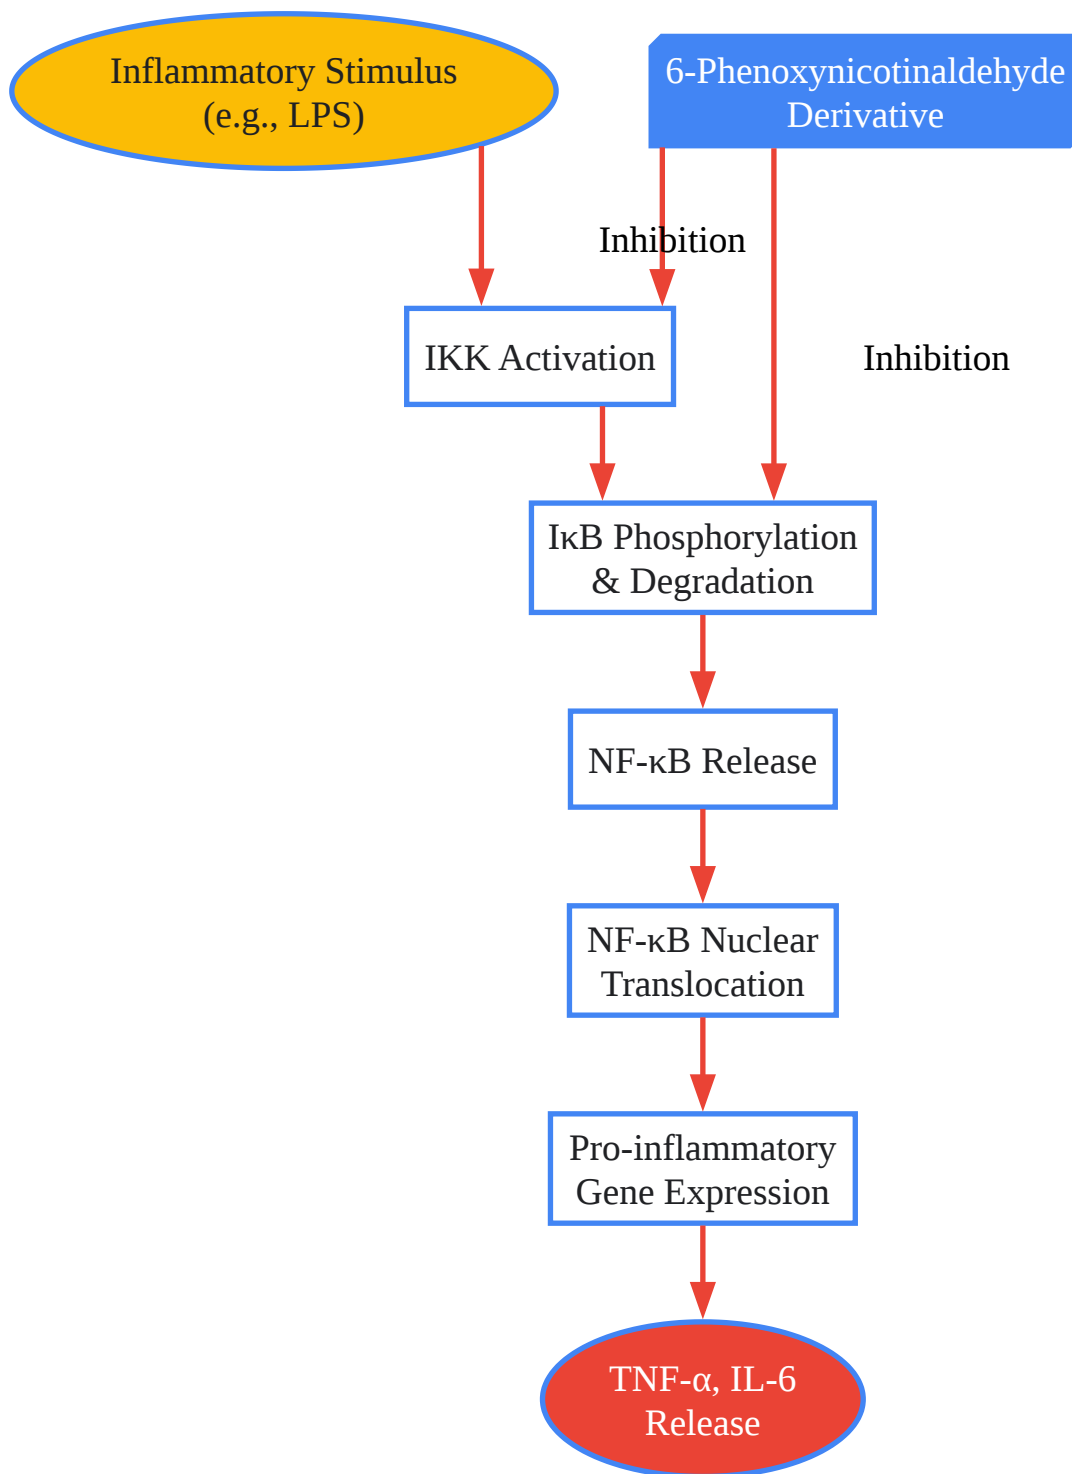 Inflammatory Stimulus
(e.g., LPS)
6-Phenoxynicotinaldehyde
Derivative
Inhibition
IKK Activation
Inhibition
IκB Phosphorylation
& Degradation
NF-κB Release
NF-κB Nuclear
Translocation
Pro-inflammatory
Gene Expression
TNF-α, IL-6
Release